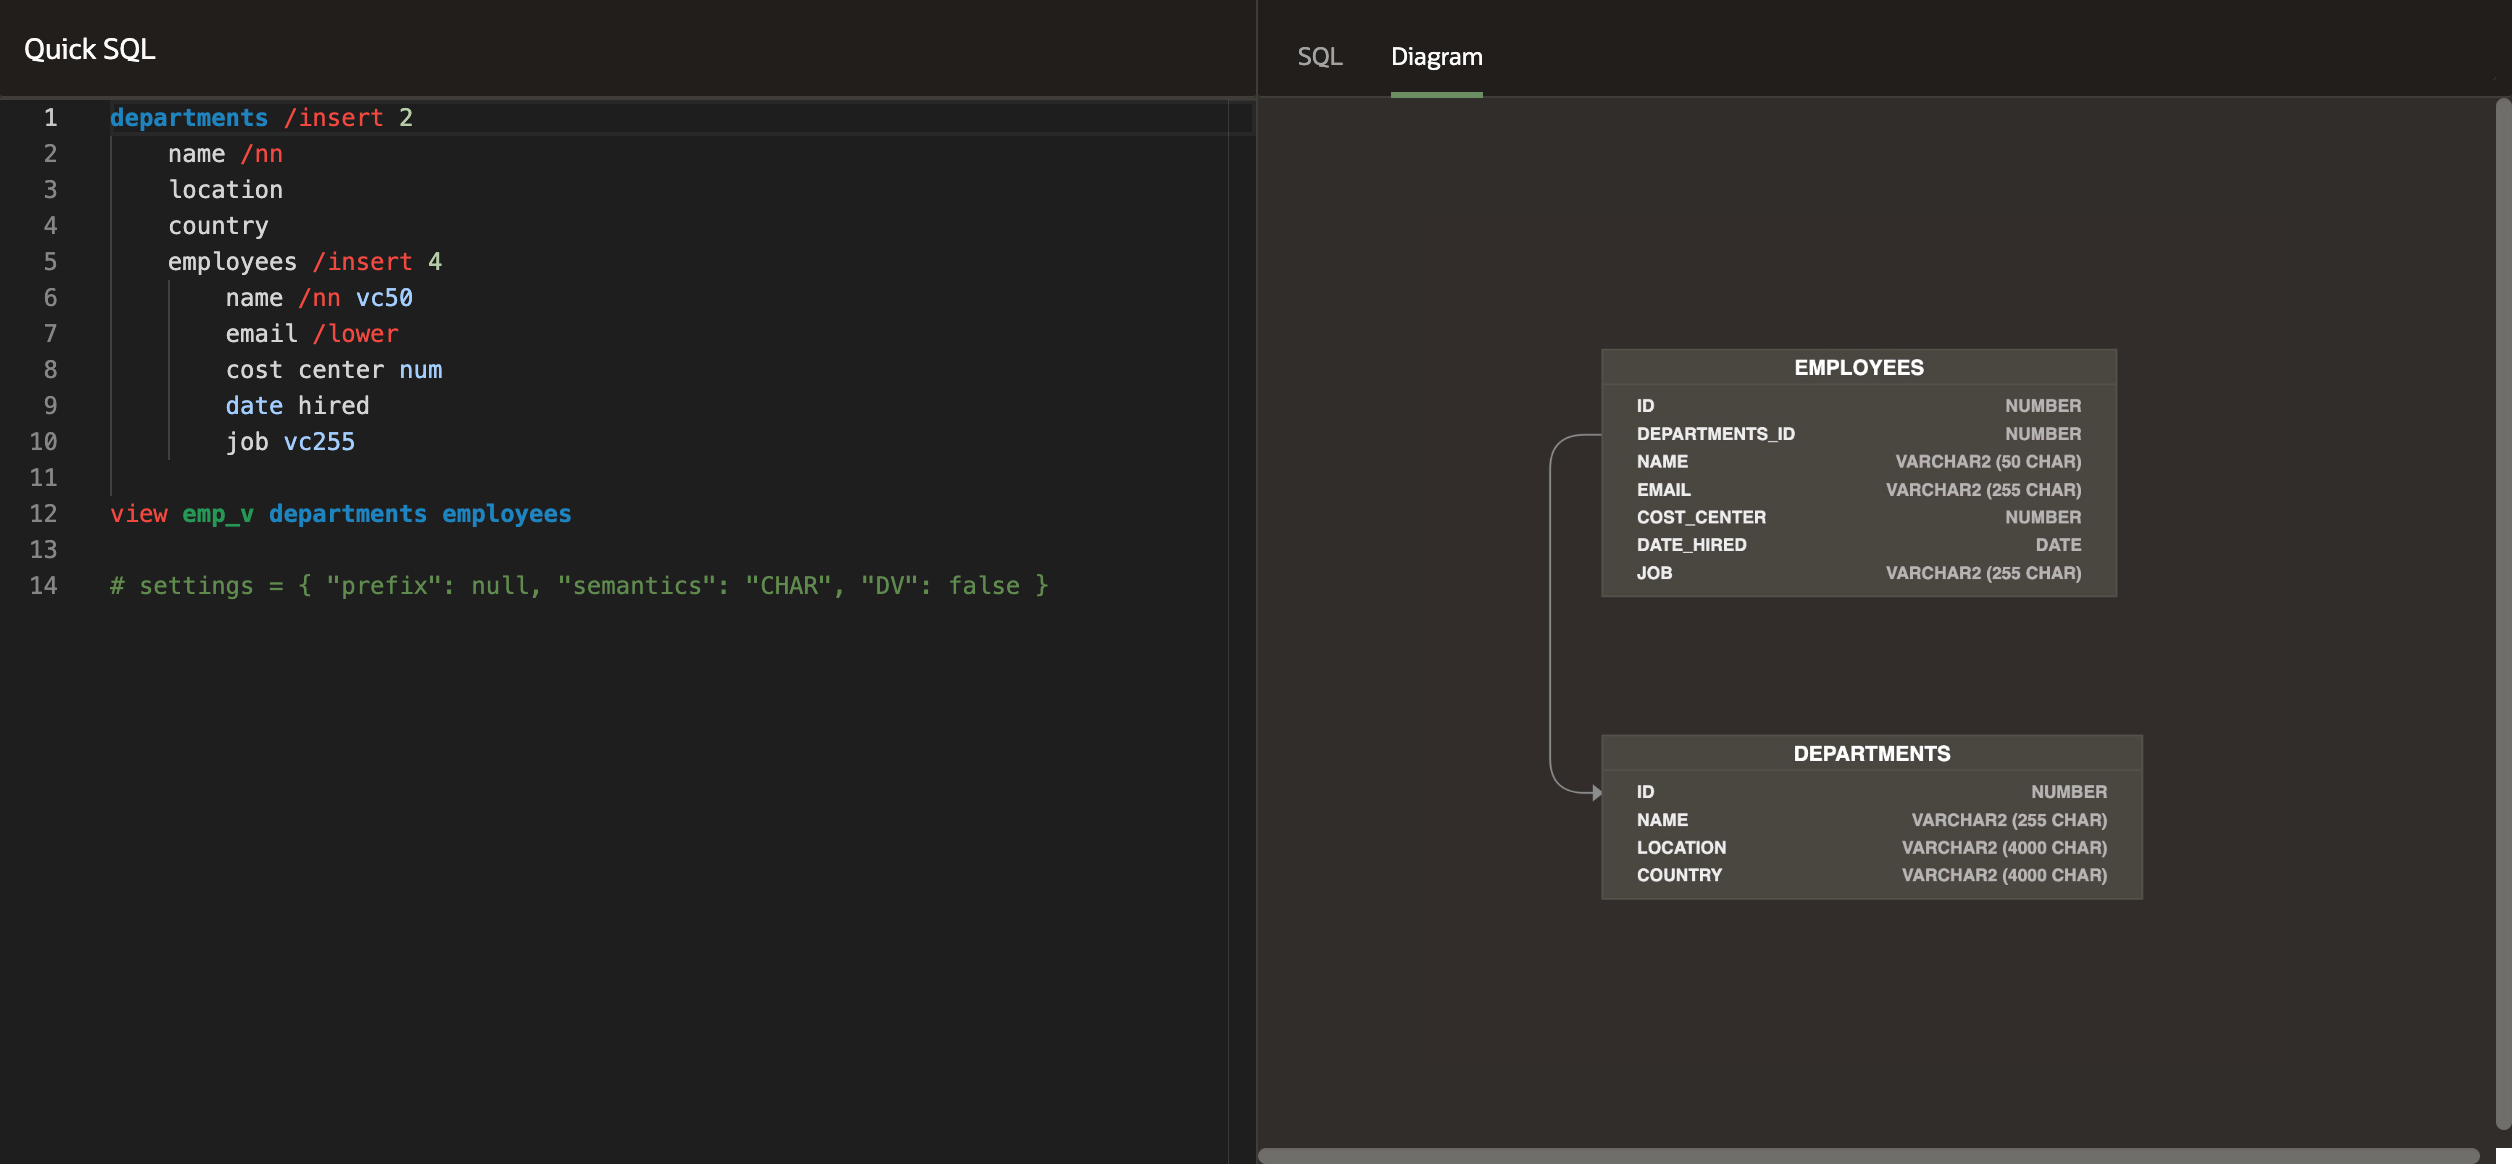 Quick SQL
1 departments /insert 2
2 name /nn
3 location
4 country
5 employees /insert 4
6 name /nn vc50
7 email /lower
8 cost center num
9 date hired
10 job vc255
11
12 view emp_v departments employees
13
14 # settings = { "prefix": null, "semantics": "CHAR", "DV": false }
SQL Diagram
EMPLOYEES
ID NUMBER
DEPARTMENTS_ID NUMBER
NAME VARCHAR2 (50 CHAR)
EMAIL VARCHAR2 (255 CHAR)
COST_CENTER NUMBER
DATE_HIRED DATE
JOB VARCHAR2 (255 CHAR)
DEPARTMENTS
ID NUMBER
NAME VARCHAR2 (255 CHAR)
LOCATION VARCHAR2 (4000 CHAR)
COUNTRY VARCHAR2 (4000 CHAR)